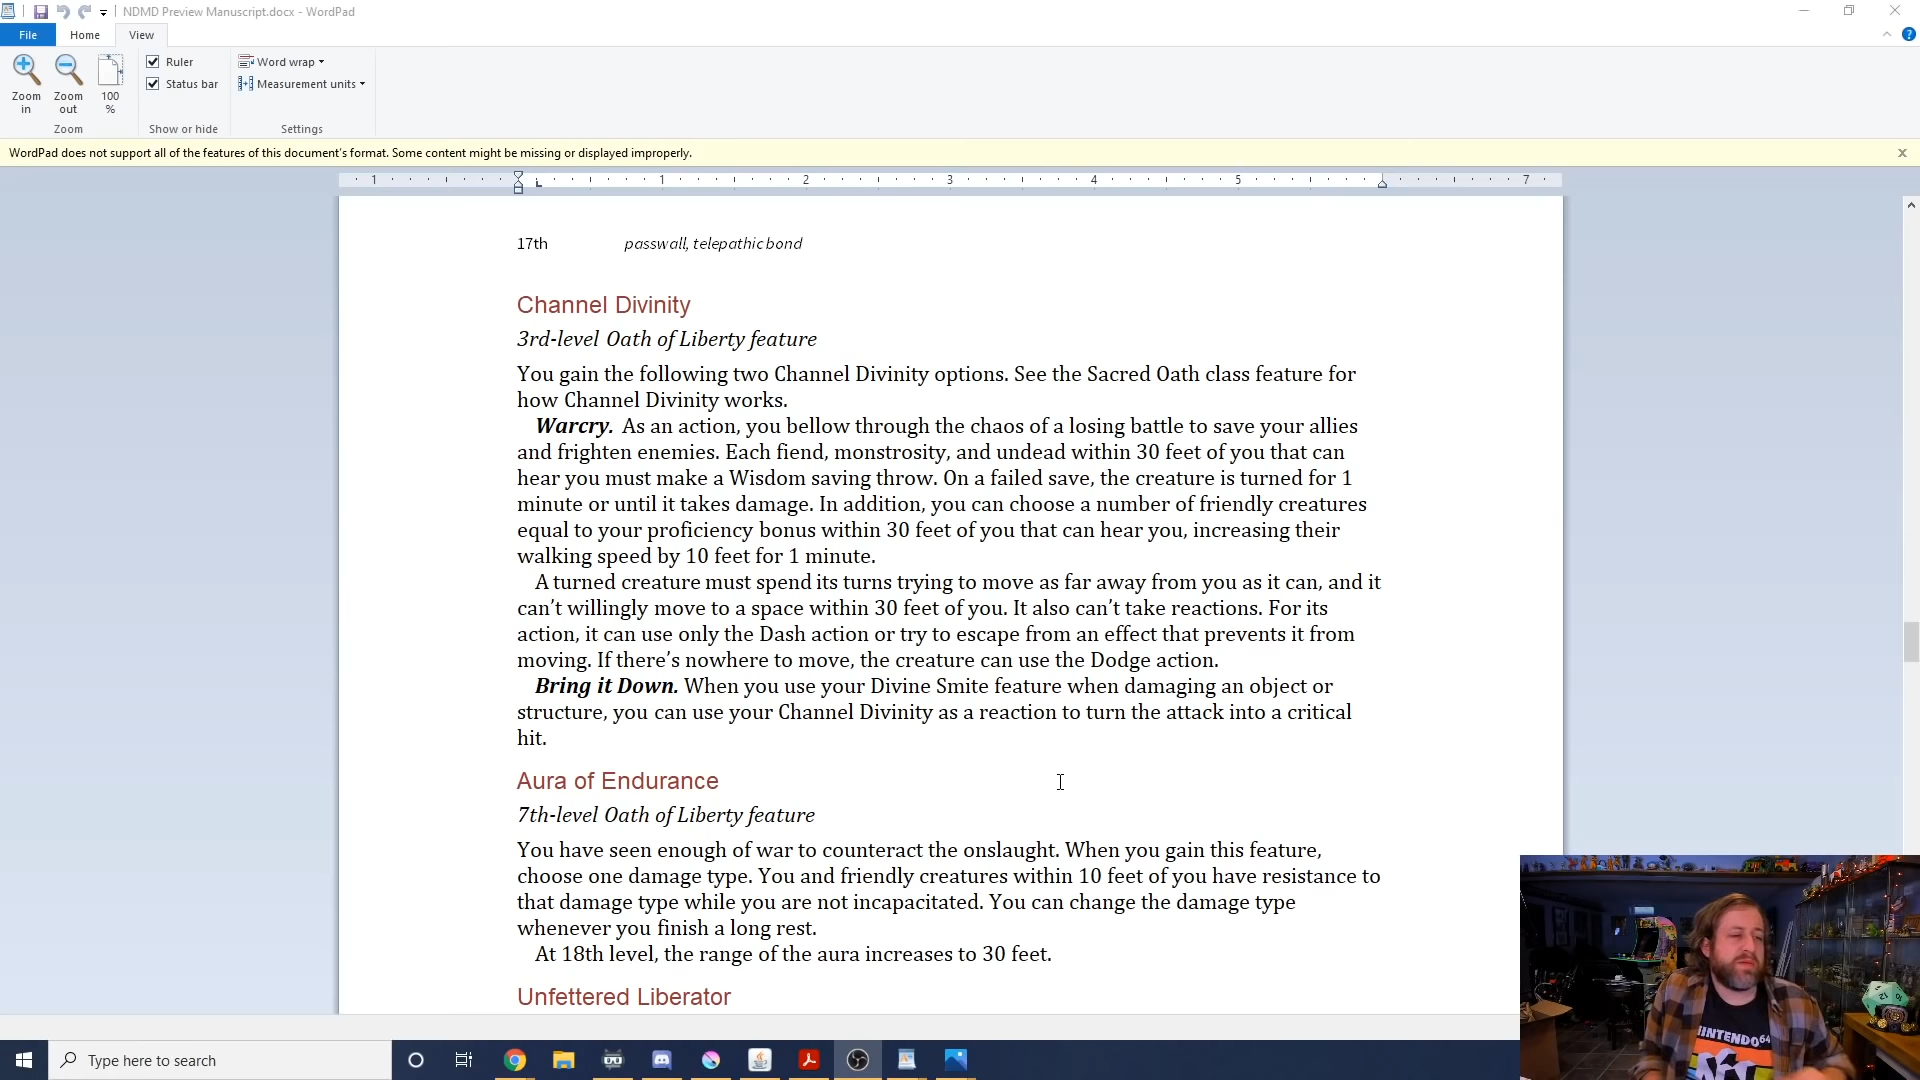 NDMD Preview Manuscript.docx - WordPad
File
Home
View
Zoom in
Zoom out
100 %
Ruler
Status bar
Word wrap
Measurement units
Zoom
Show or hide
Settings
WordPad does not support all of the features of this document's format. Some content might be missing or displayed improperly.
1 1 2 3 4 5 7
17th passwall, telepathic bond
Channel Divinity
3rd-level Oath of Liberty feature
You gain the following two Channel Divinity options. See the Sacred Oath class feature for
how Channel Divinity works.
Warcry. As an action, you bellow through the chaos of a losing battle to save your allies
and frighten enemies. Each fiend, monstrosity, and undead within 30 feet of you that can
hear you must make a Wisdom saving throw. On a failed save, the creature is turned for 1
minute or until it takes damage. In addition, you can choose a number of friendly creatures
equal to your proficiency bonus within 30 feet of you that can hear you, increasing their
walking speed by 10 feet for 1 minute.
A turned creature must spend its turns trying to move as far away from you as it can, and it
can't willingly move to a space within 30 feet of you. It also can't take reactions. For its
action, it can use only the Dash action or try to escape from an effect that prevents it from
moving. If there's nowhere to move, the creature can use the Dodge action.
Bring it Down. When you use your Divine Smite feature when damaging an object or
structure, you can use your Channel Divinity as a reaction to turn the attack into a critical
hit.
Aura of Endurance
7th-level Oath of Liberty feature
You have seen enough of war to counteract the onslaught. When you gain this feature,
choose one damage type. You and friendly creatures within 10 feet of you have resistance to
that damage type while you are not incapacitated. You can change the damage type
whenever you finish a long rest.
At 18th level, the range of the aura increases to 30 feet.
Unfettered Liberator
NINTENDO64
Type here to search